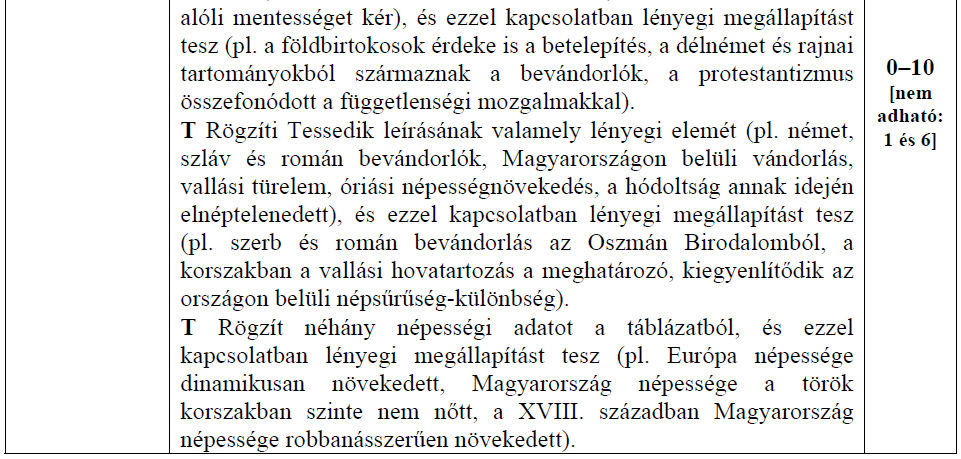 alóli mentességet kér), és ezzel kapcsolatban lényegi megállapítást
tesz (pl. a földbirtokosok érdeke is a betelepítés, a délnémet és rajnai
tartományokból származnak a bevándorlók, a protestantizmus
összefonódott a függetlenségi mozgalmakkal).
T Rögzíti Tessedik leírásának valamely lényegi elemét (pl. német,
szláv és román bevándorlók, Magyarországon belüli vándorlás,
vallási türelem, óriási népességnövekedés, a hódoltság annak idején
elnéptelenedett), és ezzel kapcsolatban lényegi megállapítást tesz
(pl. szerb és román bevándorlás az Oszmán Birodalomból, a
korszakban a vallási hovatartozás a meghatározó, kiegyenlítődik az
országon belüli népsűrűség-különbség).
T Rögzít néhány népességi adatot a táblázatból, és ezzel
kapcsolatban lényegi megállapítást tesz (pl. Európa népessége
dinamikusan növekedett, Magyarország népessége a török
korszakban szinte nem nőtt, a XVIII. században Magyarország
népessége robbanásszerűen növekedett).
0–10
[nem
adható:
1 és 6]